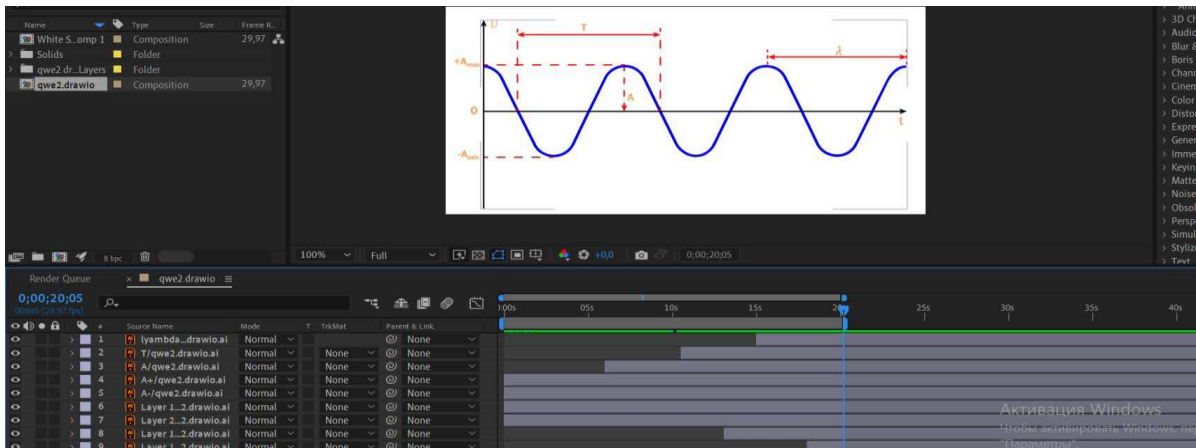 Name Type Size Frame R...
White S...omp 1 Composition 29,97
Solids Folder
qwe2 dr...Layers Folder
qwe2.drawio Composition 29,97
8 bpc
U
T
λ
+Amax
A
0
t
-Amin
100% Full +0,0 0;00;20;05
> 3D Ch
> Audio
> Blur &
> Boris
> Chann
> Cinem
> Color
> Distor
> Expre
> Gener
> Imme
> Keyin
> Matte
> Noise
> Obsol
> Persp
> Simul
> Styliz
> Text
Render Queue × qwe2.drawio
0;00;20;05
00605 (29.97 fps)
):00s 05s 10s 15s 20s 25s 30s 35s 40s
# Source Name Mode T TrkMat Parent & Link
1 lyambda...drawio.ai Normal None
2 T/qwe2.drawio.ai Normal None None
3 A/qwe2.drawio.ai Normal None None
4 A+/qwe2.drawio.ai Normal None None
5 A-/qwe2.drawio.ai Normal None None
6 Layer 1...2.drawio.ai Normal None None
7 Layer 2...2.drawio.ai Normal None None
8 Layer 1...2.drawio.ai Normal None None
9 Layer 1...2.drawio.ai Normal None None
Активация Windows
Чтобы активировать Windows, пе
"Параметры".